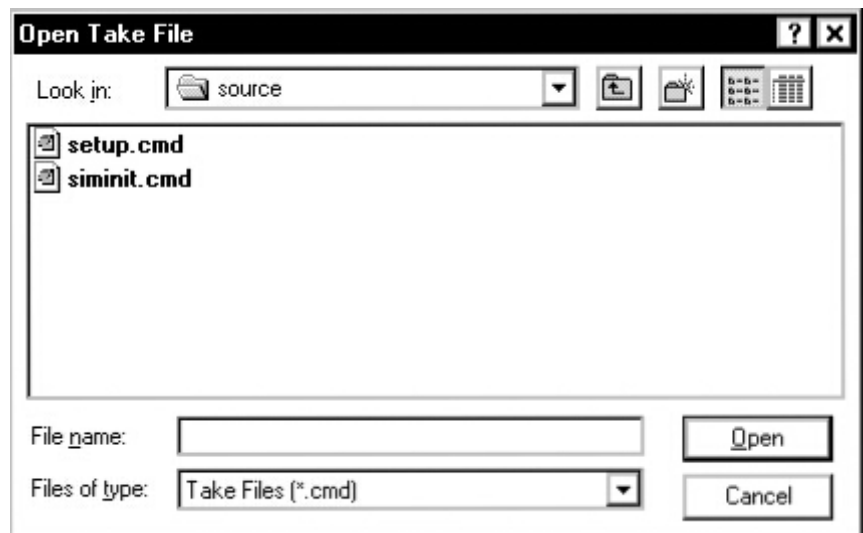 Open Take File
Look in: source
setup.cmd
siminit.cmd
File name: Open
Files of type: Take Files (*.cmd) Cancel